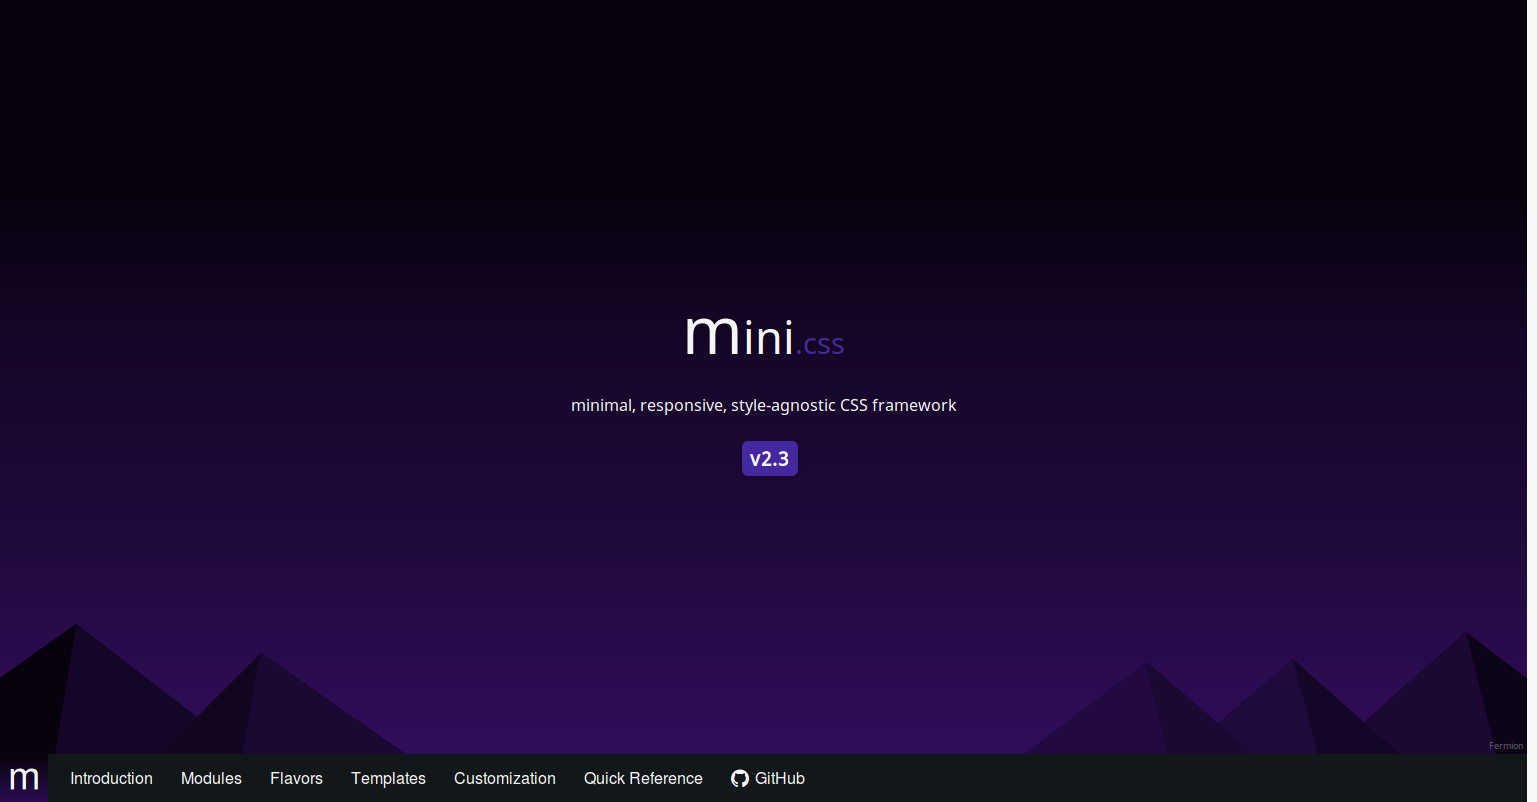 mini.css
minimal, responsive, style-agnostic CSS framework
v2.3
Fermion
m Introduction Modules Flavors Templates Customization Quick Reference GitHub